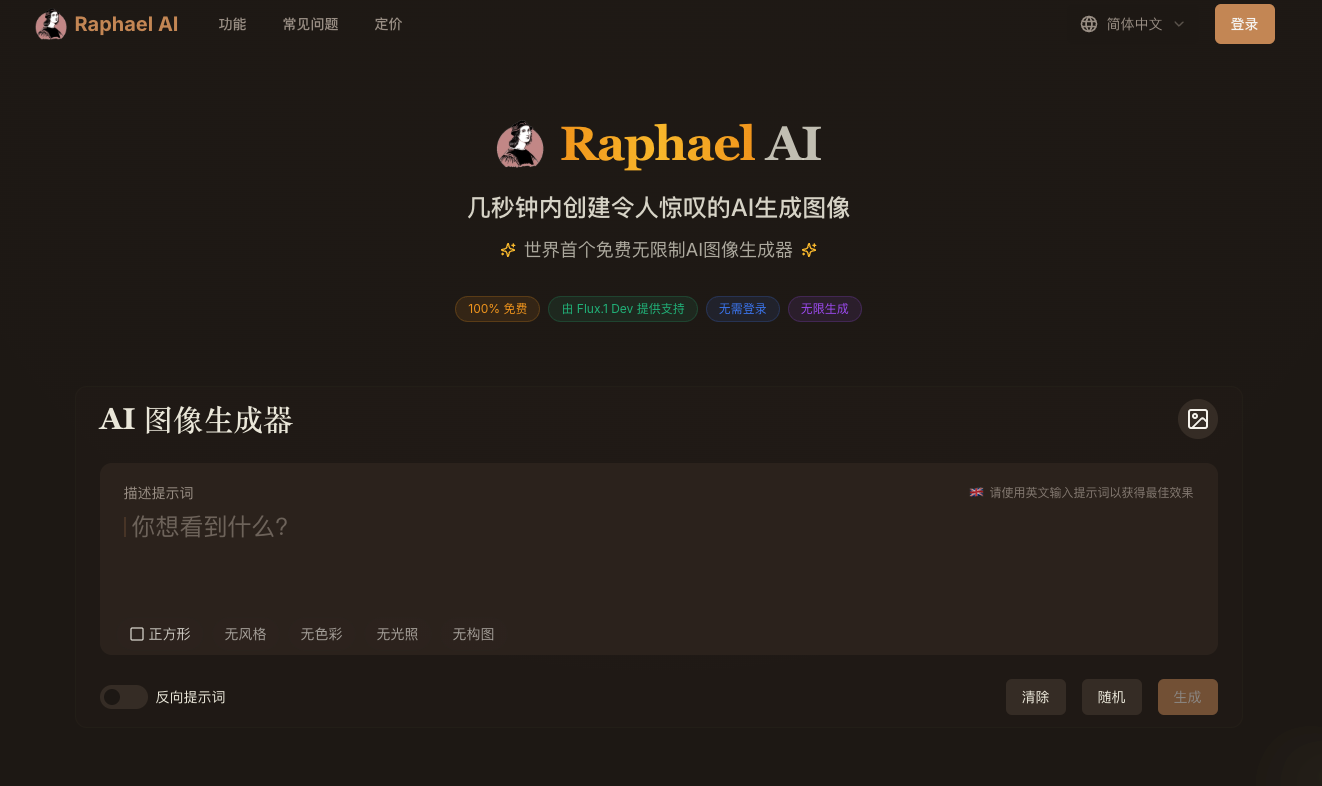 Raphael AI 功能 常见问题 定价 简体中文 登录
Raphael AI
几秒钟内创建令人惊叹的AI生成图像
世界首个免费无限制AI图像生成器
100% 免费 由 Flux.1 Dev 提供支持 无需登录 无限生成
AI 图像生成器
描述提示词 请使用英文输入提示词以获得最佳效果
你想看到什么?
正方形 无风格 无色彩 无光照 无构图
反向提示词 清除 随机 生成